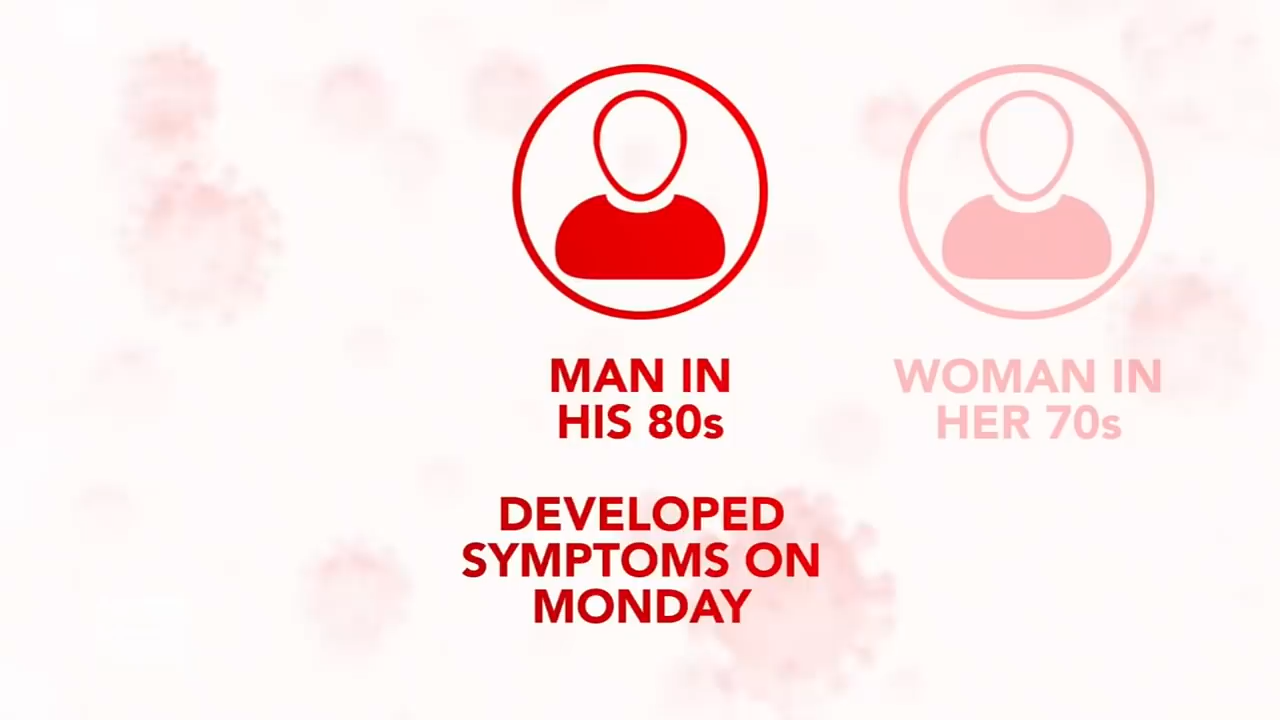 MAN IN
HIS 80s
DEVELOPED
SYMPTOMS ON
MONDAY
WOMAN IN
HER 70s